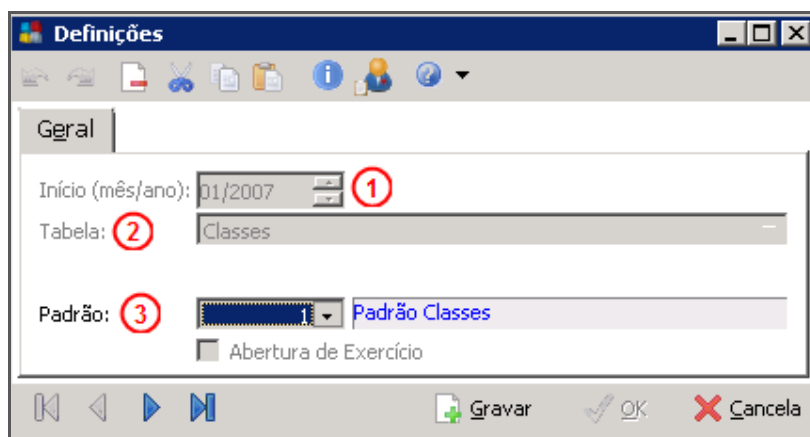 Definições
Geral
Início (mês/ano): 01/2007 1
Tabela: 2 Classes
Padrão: 3 1 Padrão Classes
Abertura de Exercício
Gravar OK Cancela